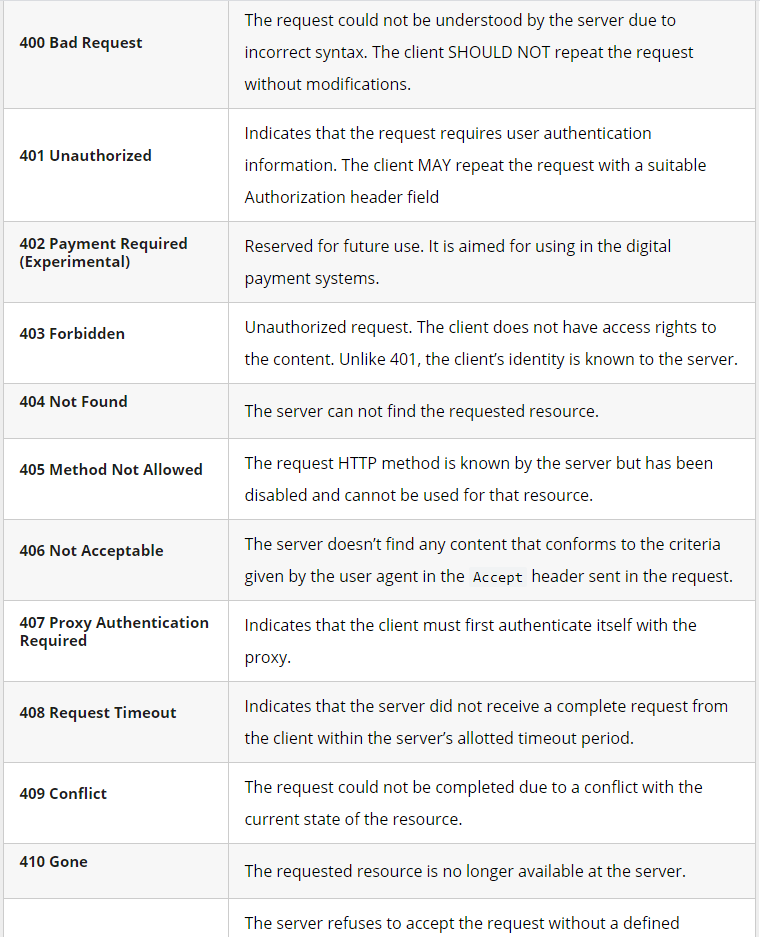 400 Bad Request
The request could not be understood by the server due to
incorrect syntax. The client SHOULD NOT repeat the request
without modifications.
401 Unauthorized
Indicates that the request requires user authentication
information. The client MAY repeat the request with a suitable
Authorization header field
402 Payment Required
(Experimental)
Reserved for future use. It is aimed for using in the digital
payment systems.
403 Forbidden
Unauthorized request. The client does not have access rights to
the content. Unlike 401, the client’s identity is known to the server.
404 Not Found
The server can not find the requested resource.
405 Method Not Allowed
The request HTTP method is known by the server but has been
disabled and cannot be used for that resource.
406 Not Acceptable
The server doesn’t find any content that conforms to the criteria
given by the user agent in the Accept header sent in the request.
407 Proxy Authentication
Required
Indicates that the client must first authenticate itself with the
proxy.
408 Request Timeout
Indicates that the server did not receive a complete request from
the client within the server’s allotted timeout period.
409 Conflict
The request could not be completed due to a conflict with the
current state of the resource.
410 Gone
The requested resource is no longer available at the server.
The server refuses to accept the request without a defined